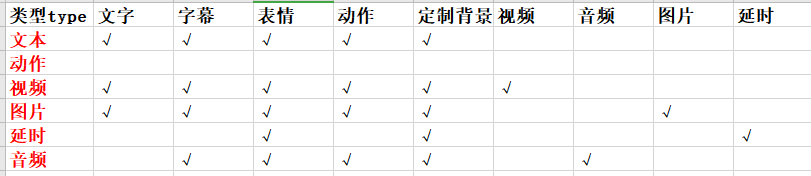 类型type 文字 字幕 表情 动作 定制背景 视频 音频 图片 延时
文本 √ √ √ √ √
动作
视频 √ √ √ √ √ √
图片 √ √ √ √ √ √
延时 √ √ √
音频 √ √ √ √ √